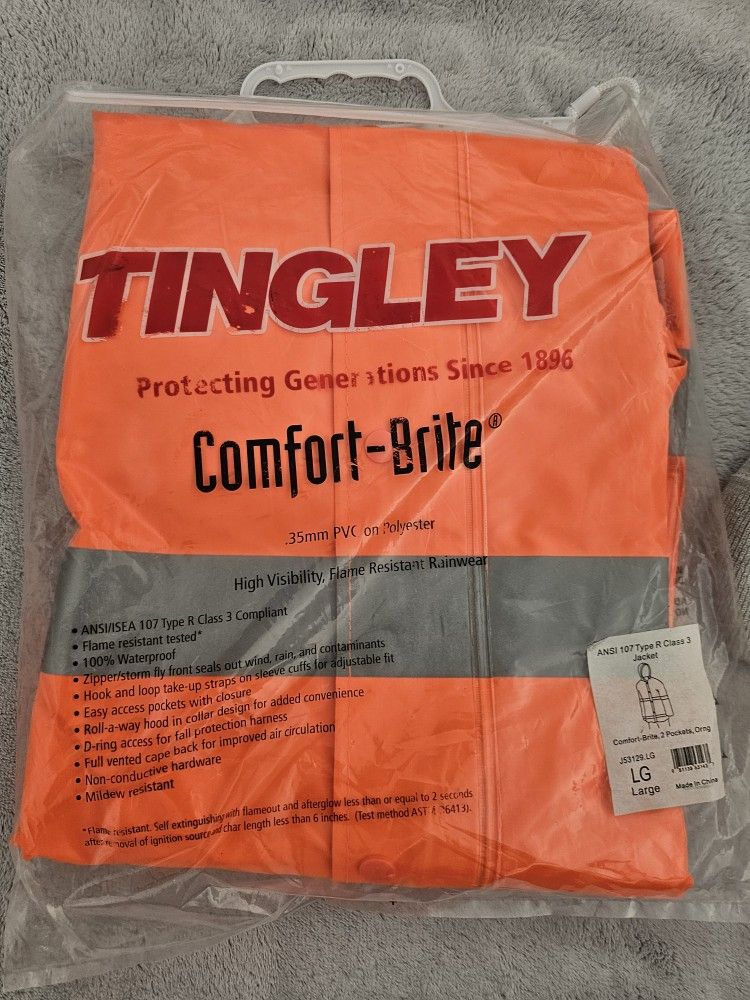 TINGLEY
Protecting Generations Since 1896
Comfort-Brite®
.35mm PVC on Polyester
High Visibility, Flame Resistant Rainwear
• ANSI/ISEA 107 Type R Class 3 Compliant
• Flame resistant tested*
• 100% Waterproof
• Zipper/storm fly front seals out wind, rain, and contaminants
• Hook and loop take-up straps on sleeve cuffs for adjustable fit
• Easy access pockets with closure
• Roll-a-way hood in collar design for added convenience
• D-ring access for fall protection harness
• Full vented cape back for improved air circulation
• Non-conductive hardware
• Mildew resistant
*Flame resistant. Self extinguishing with flameout and afterglow less than or equal to 2 seconds
after removal of ignition source and char length less than 6 inches. (Test method ASTM D6413).
ANSI 107 Type R Class 3
Jacket
Comfort-Brite, 2 Pockets, Orng
J53129.LG
LG
Large
Made In China